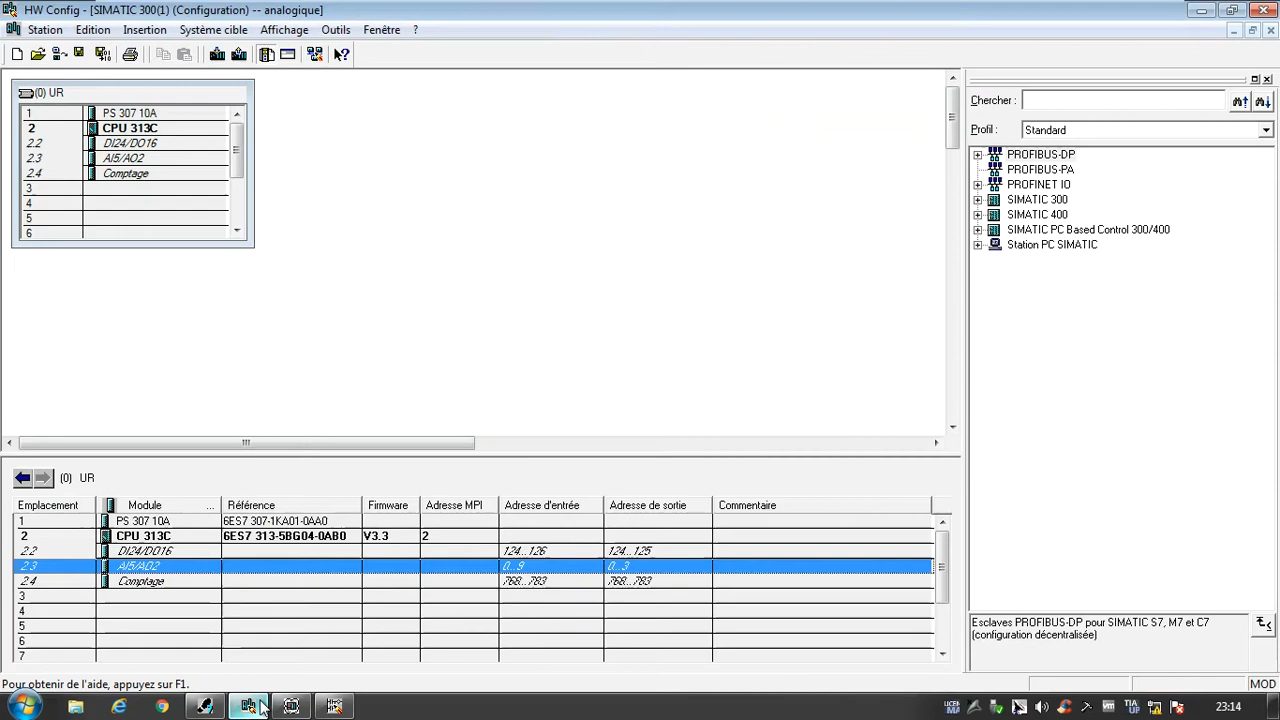 HW Config - [SIMATIC 300(1) (Configuration) -- analogique]
Station Edition Insertion Système cible Affichage Outils Fenêtre ?
(0) UR
1 PS 307 10A
2 CPU 313C
2.2 DI24/DO16
2.3 AI5/AO2
2.4 Comptage
3
4
5
6
Chercher :
Profil : Standard
PROFIBUS-DP
PROFIBUS-PA
PROFINET IO
SIMATIC 300
SIMATIC 400
SIMATIC PC Based Control 300/400
Station PC SIMATIC
(0) UR
Emplacement Module ... Référence Firmware Adresse MPI Adresse d'entrée Adresse de sortie Commentaire
1 PS 307 10A 6ES7 307-1KA01-0AA0
2 CPU 313C 6ES7 313-5BG04-0AB0 V3.3 2
2.2 DI24/DO16 124...126 124...125
2.3 AI5/AO2 0...9 0...3
2.4 Comptage 768...783 768...783
3
4
5
6
7
Esclaves PROFIBUS-DP pour SIMATIC S7, M7 et C7
(configuration décentralisée)
Pour obtenir de l'aide, appuyez sur F1.
MOD
23:14